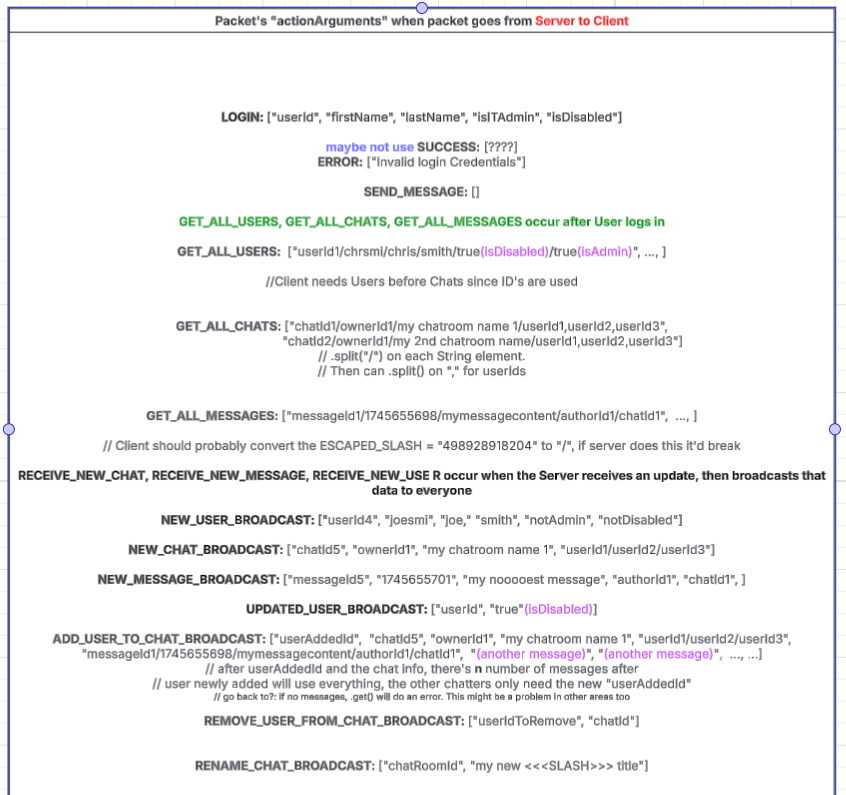 Packet's "actionArguments" when packet goes from Server to Client
LOGIN: ["userId", "firstName", "lastName", "isITAdmin", "isDisabled"]
maybe not use SUCCESS: [????]
ERROR: ["Invalid login Credentials"]
SEND_MESSAGE: []
GET_ALL_USERS, GET_ALL_CHATS, GET_ALL_MESSAGES occur after User logs in
GET_ALL_USERS: ["userId1/chrsmi/chris/smith/true(isDisabled)/true(isAdmin)", ..., ]
//Client needs Users before Chats since ID's are used
GET_ALL_CHATS: ["chatId1/ownerId1/my chatroom name 1/userId1,userId2,userId3",
"chatId2/ownerId1/my 2nd chatroom name/userId1,userId2,userId3"]
// .split("/") on each String element.
// Then can .split() on "," for userIds
GET_ALL_MESSAGES: ["messageId1/1745655698/mymessagecontent/authorId1/chatId1", ..., ]
// Client should probably convert the ESCAPED_SLASH = "498928918204" to "/", if server does this it'd break
RECEIVE_NEW_CHAT, RECEIVE_NEW_MESSAGE, RECEIVE_NEW_USE R occur when the Server receives an update, then broadcasts that
data to everyone
NEW_USER_BROADCAST: ["userId4", "joesmi", "joe," "smith", "notAdmin", "notDisabled"]
NEW_CHAT_BROADCAST: ["chatId5", "ownerId1", "my chatroom name 1", "userId1/userId2/userId3"]
NEW_MESSAGE_BROADCAST: ["messageId5", "1745655701", "my nooooest message", "authorId1", "chatId1", ]
UPDATED_USER_BROADCAST: ["userId", "true"(isDisabled)]
ADD_USER_TO_CHAT_BROADCAST: ["userAddedId", "chatId5", "ownerId1", "my chatroom name 1", "userId1/userId2/userId3",
"messageId1/1745655698/mymessagecontent/authorId1/chatId1", "(another message)", "(another message)", ..., ...]
// after userAddedId and the chat info, there's n number of messages after
// user newly added will use everything, the other chatters only need the new "userAddedId"
// go back to?: if no messages, .get() will do an error. This might be a problem in other areas too
REMOVE_USER_FROM_CHAT_BROADCAST: ["userIdToRemove", "chatId"]
RENAME_CHAT_BROADCAST: ["chatRoomId", "my new <<<SLASH>>> title"]